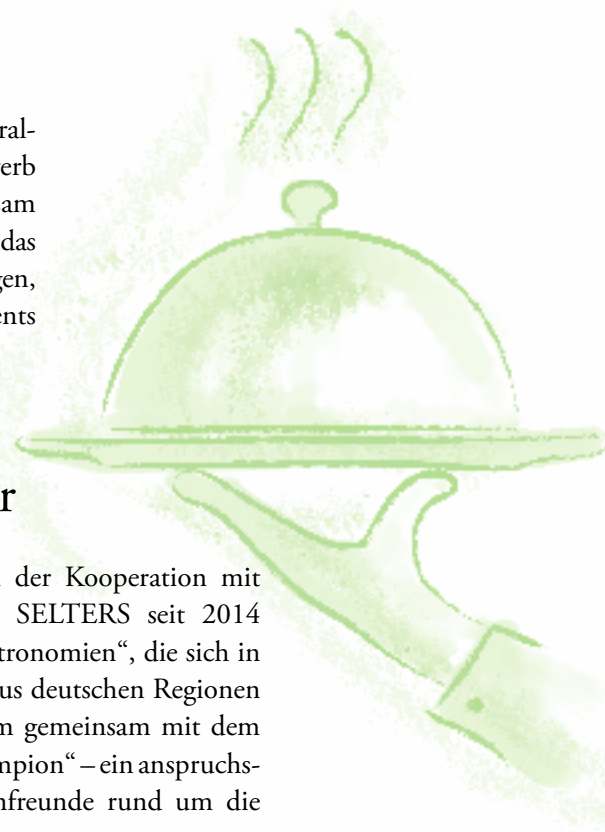 ral-
erb
am
das
gen,
ents
r
der Kooperation mit
SELTERS seit 2014
tronomien“, die sich in
us deutschen Regionen
m gemeinsam mit dem
mpion“ – ein anspruchs-
nfreunde rund um die